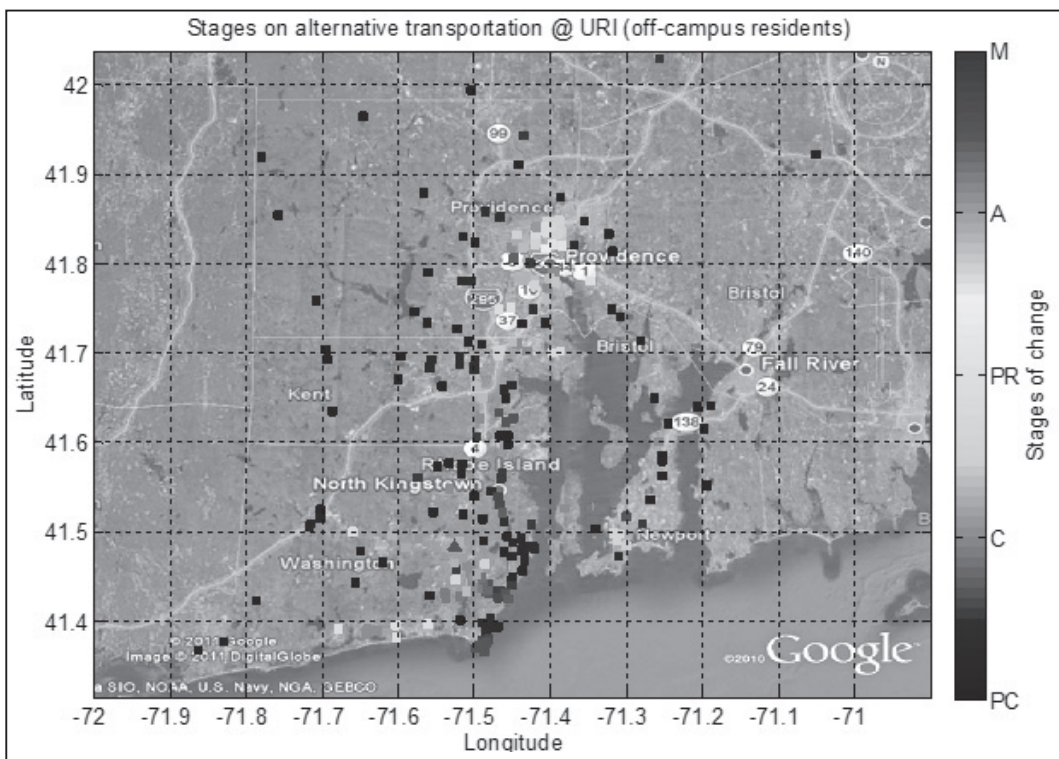 Stages on alternative transportation @ URI (off-campus residents)
M
A
PR
C
PC
Stages of change
42
41.9
41.8
41.7
41.6
41.5
41.4
Latitude
-72
-71.9
-71.8
-71.7
-71.6
-71.5
-71.4
-71.3
-71.2
-71.1
-71
Longitude
N
99
Providence
Providence
1
140
10
295
37
Bristol
Bristol
79
Fall River
24
Kent
138
4
Rhode Island
North Kingstown
Newport
Washington
© 2011 Google
Image © 2011 DigitalGlobe
a SIO, NOAA, U.S. Navy, NGA, GEBCO
©2010 Google